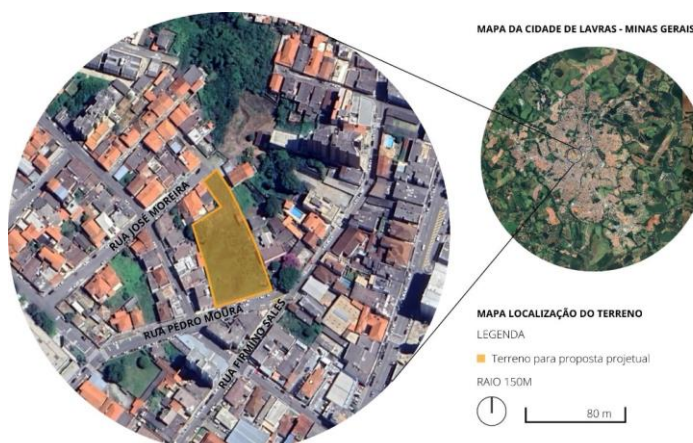 MAPA DA CIDADE DE LAVRAS - MINAS GERAIS
RUA JOSÉ MOREIRA
RUA PEDRO MOURA
RUA FIRMINO SALES
MAPA LOCALIZAÇÃO DO TERRENO
LEGENDA
Terreno para proposta projetual
RAIO 150M
80 m